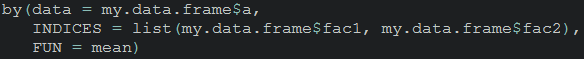 by(data = my.data.frame$a,
INDICES = list(my.data.frame$fac1, my.data.frame$fac2),
FUN = mean)